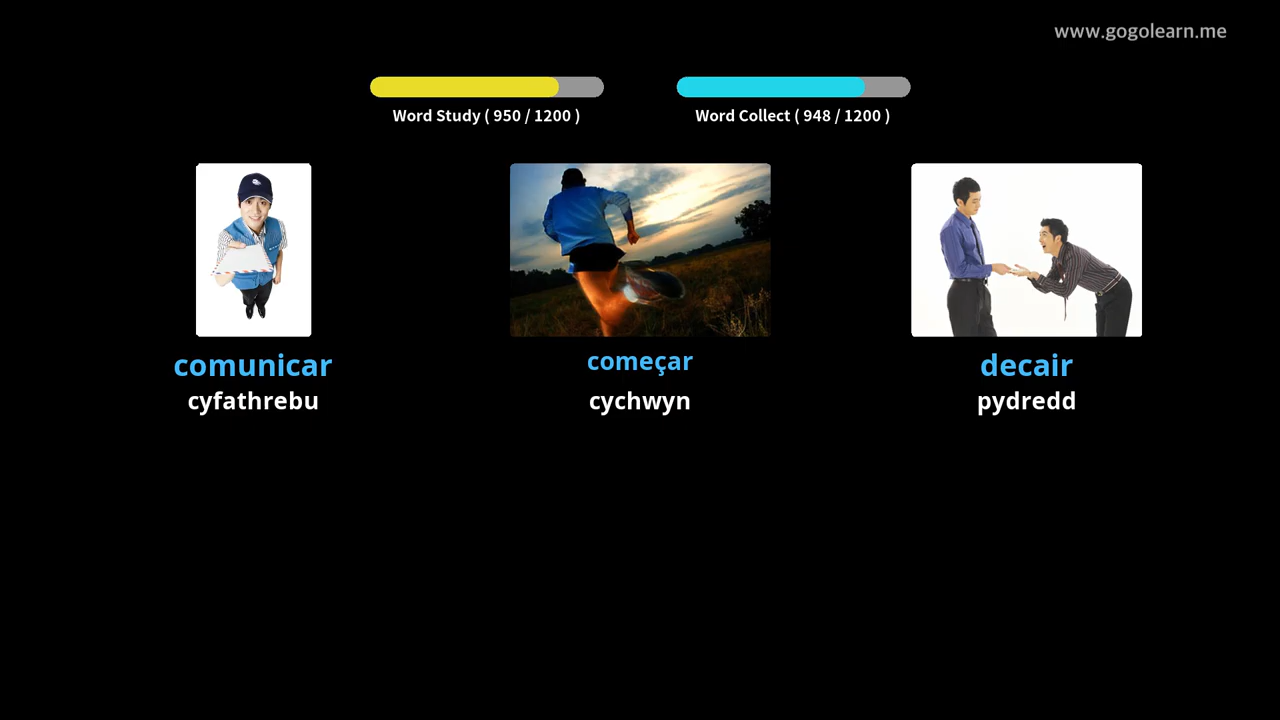 www.gogolearn.me
Word Study ( 950 / 1200 )
Word Collect ( 948 / 1200 )
comunicar
cyfathrebu
começar
cychwyn
decair
pydredd